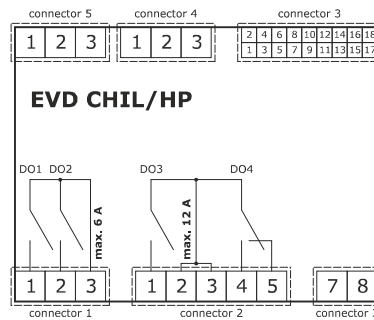 connector 5 connector 4 connector 3
1 2 3 1 2 3
2 4 6 8 10 12 14 16 18
1 3 5 7 9 11 13 15 17
EVD CHIL/HP
DO1 DO2 DO3 DO4
max. 6 A
max. 12 A
1 2 3 1 2 3 4 5 7 8
connector 1 connector 2 connector